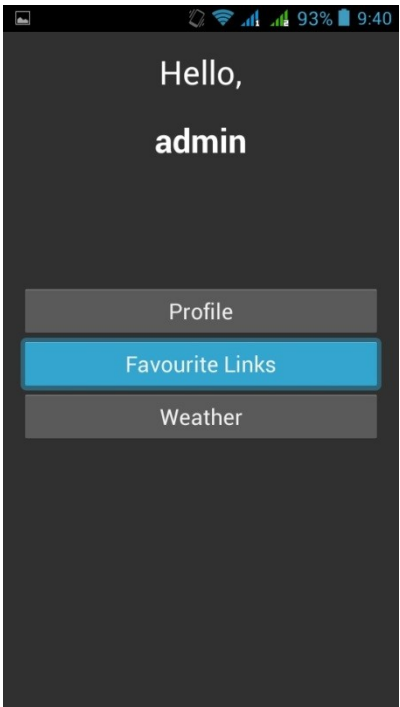 93% 9:40
Hello,
admin
Profile
Favourite Links
Weather